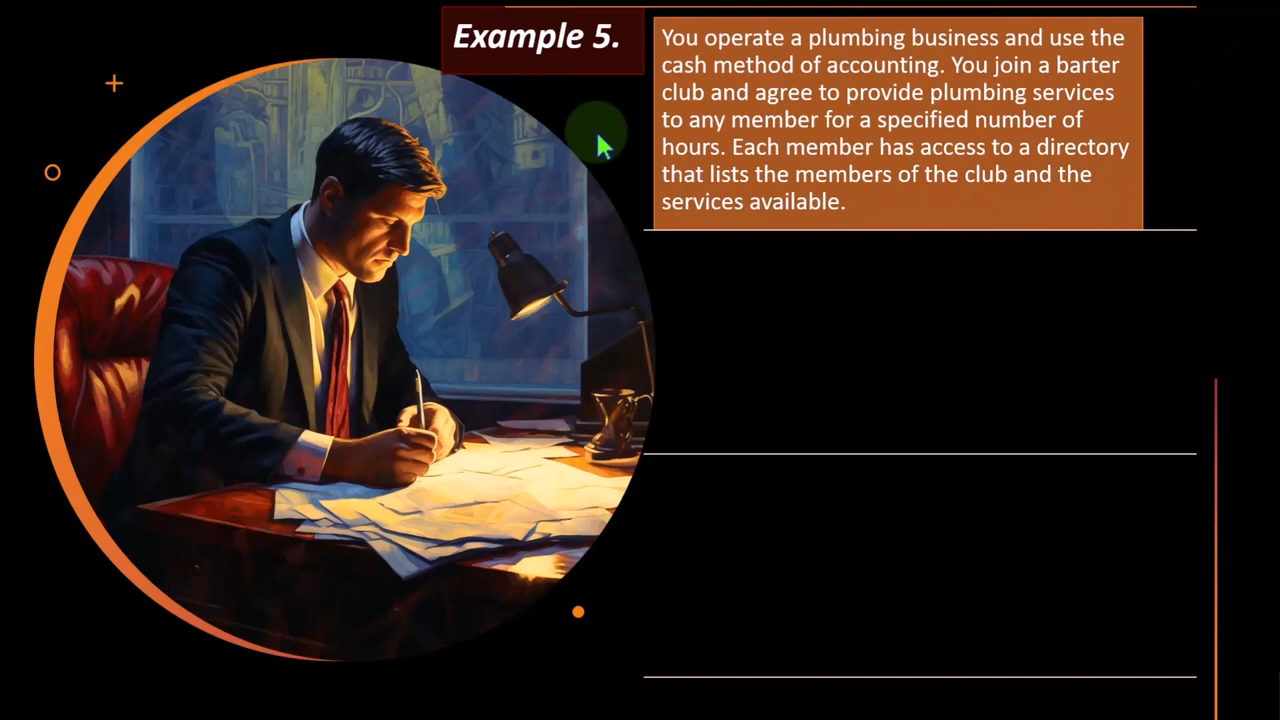 Example 5.
You operate a plumbing business and use the
cash method of accounting. You join a barter
club and agree to provide plumbing services
to any member for a specified number of
hours. Each member has access to a directory
that lists the members of the club and the
services available.